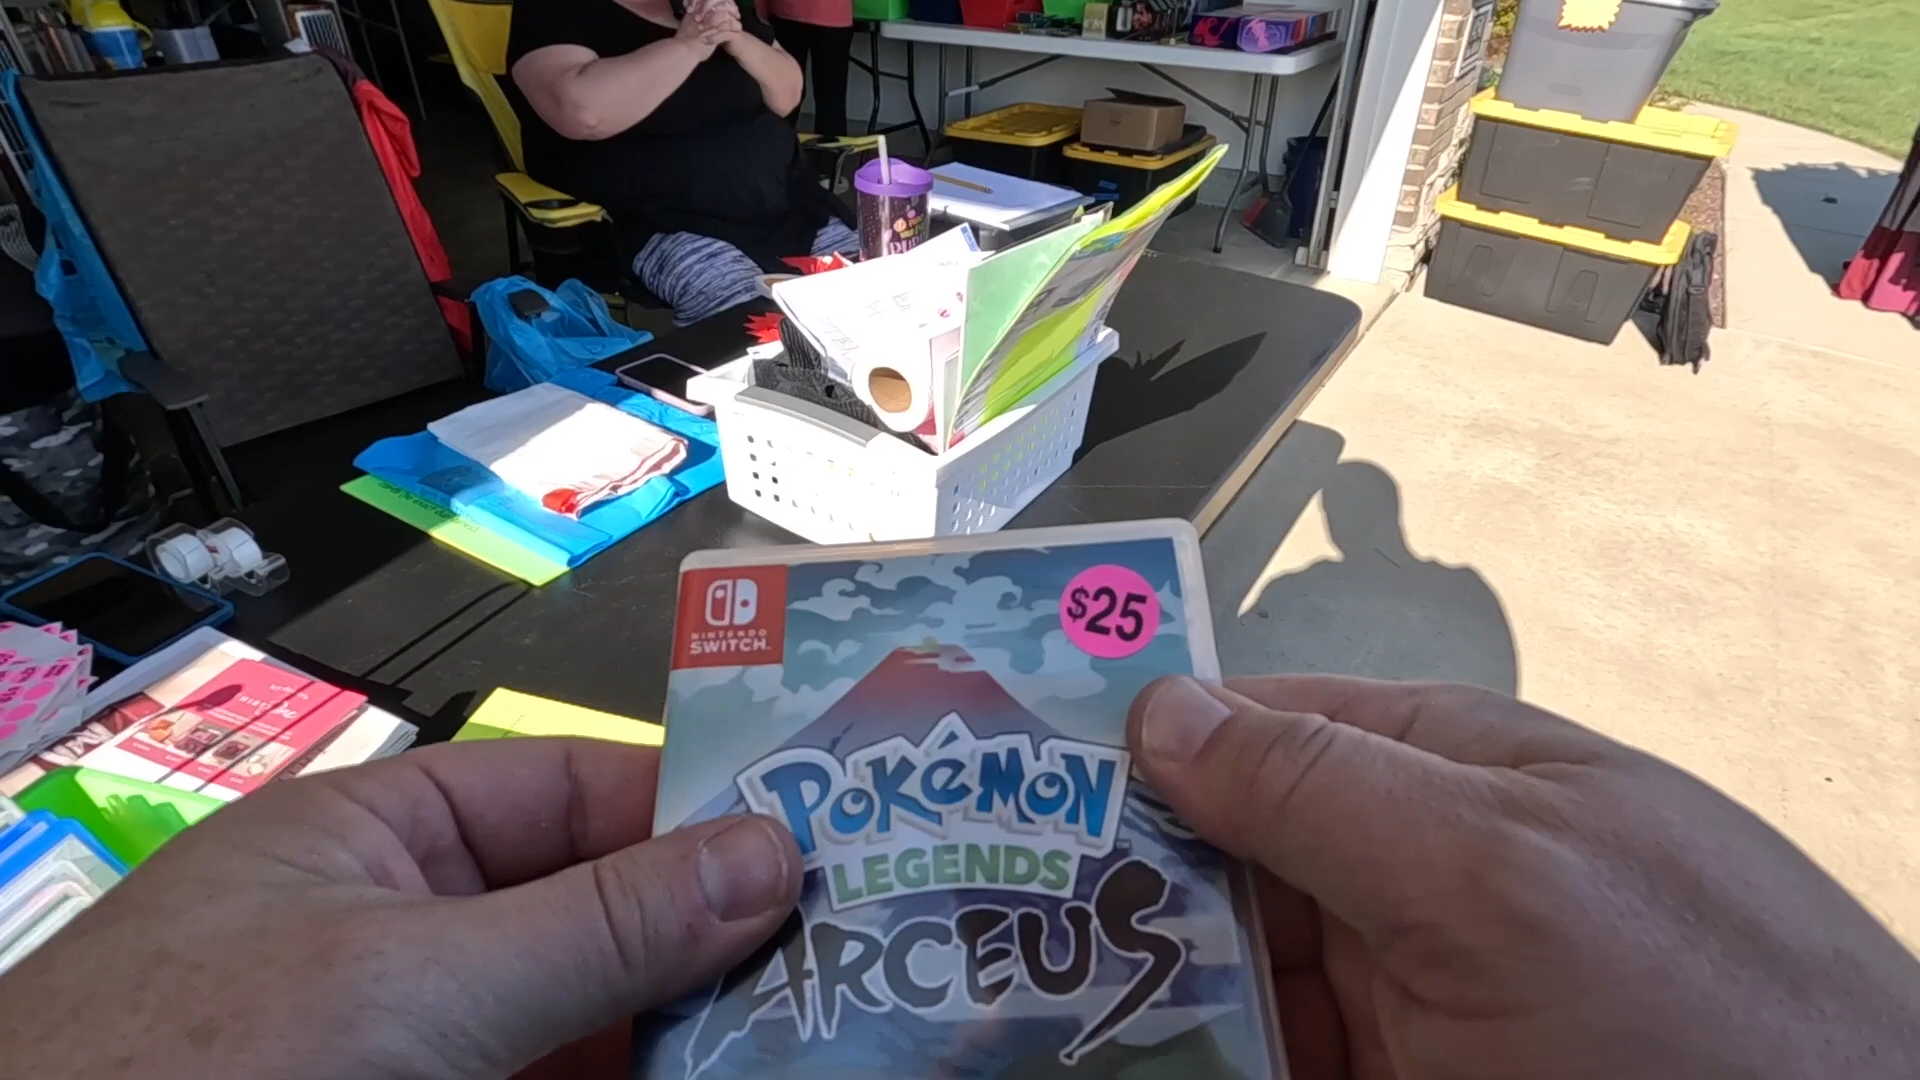 NINTENDO
SWITCH
$25
POKÉMON
LEGENDS
ARCEUS